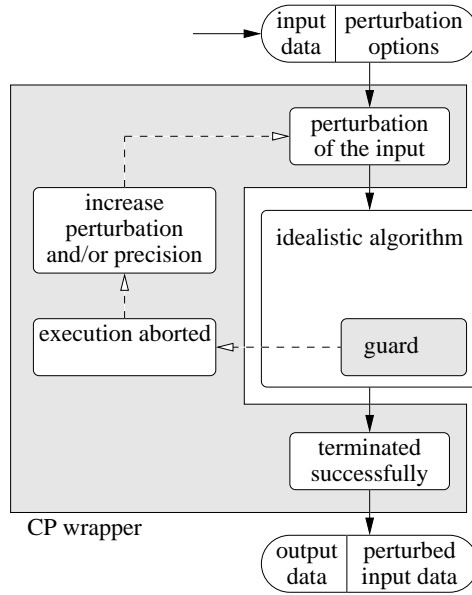 input perturbation
data options
perturbation
of the input
increase
perturbation
and/or precision
idealistic algorithm
execution aborted
guard
terminated
successfully
CP wrapper
output perturbed
data input data